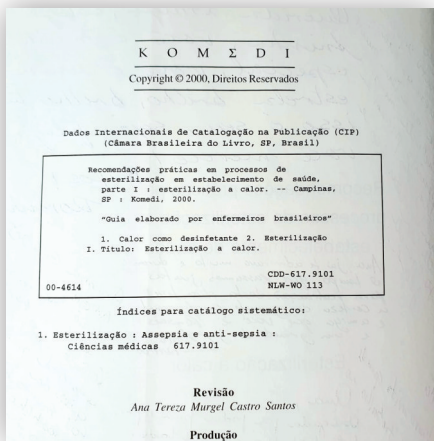 K O M Σ D I
Copyright © 2000, Direitos Reservados
Dados Internacionais de Catalogação na Publicação (CIP)
(Câmara Brasileira do Livro, SP, Brasil)
Recomendações práticas em processos de
esterilização em estabelecimento de saúde,
parte I : esterilização a calor. -- Campinas,
SP : Komedi, 2000.
"Guia elaborado por enfermeiros brasileiros"
1. Calor como desinfetante 2. Esterilização
I. Título: Esterilização a calor.
CDD-617.9101
00-4614 NLW-WO 113
Índices para catálogo sistemático:
1. Esterilização : Assepsia e anti-sepsia :
Ciências médicas 617.9101
Revisão
Ana Tereza Murgel Castro Santos
Produção